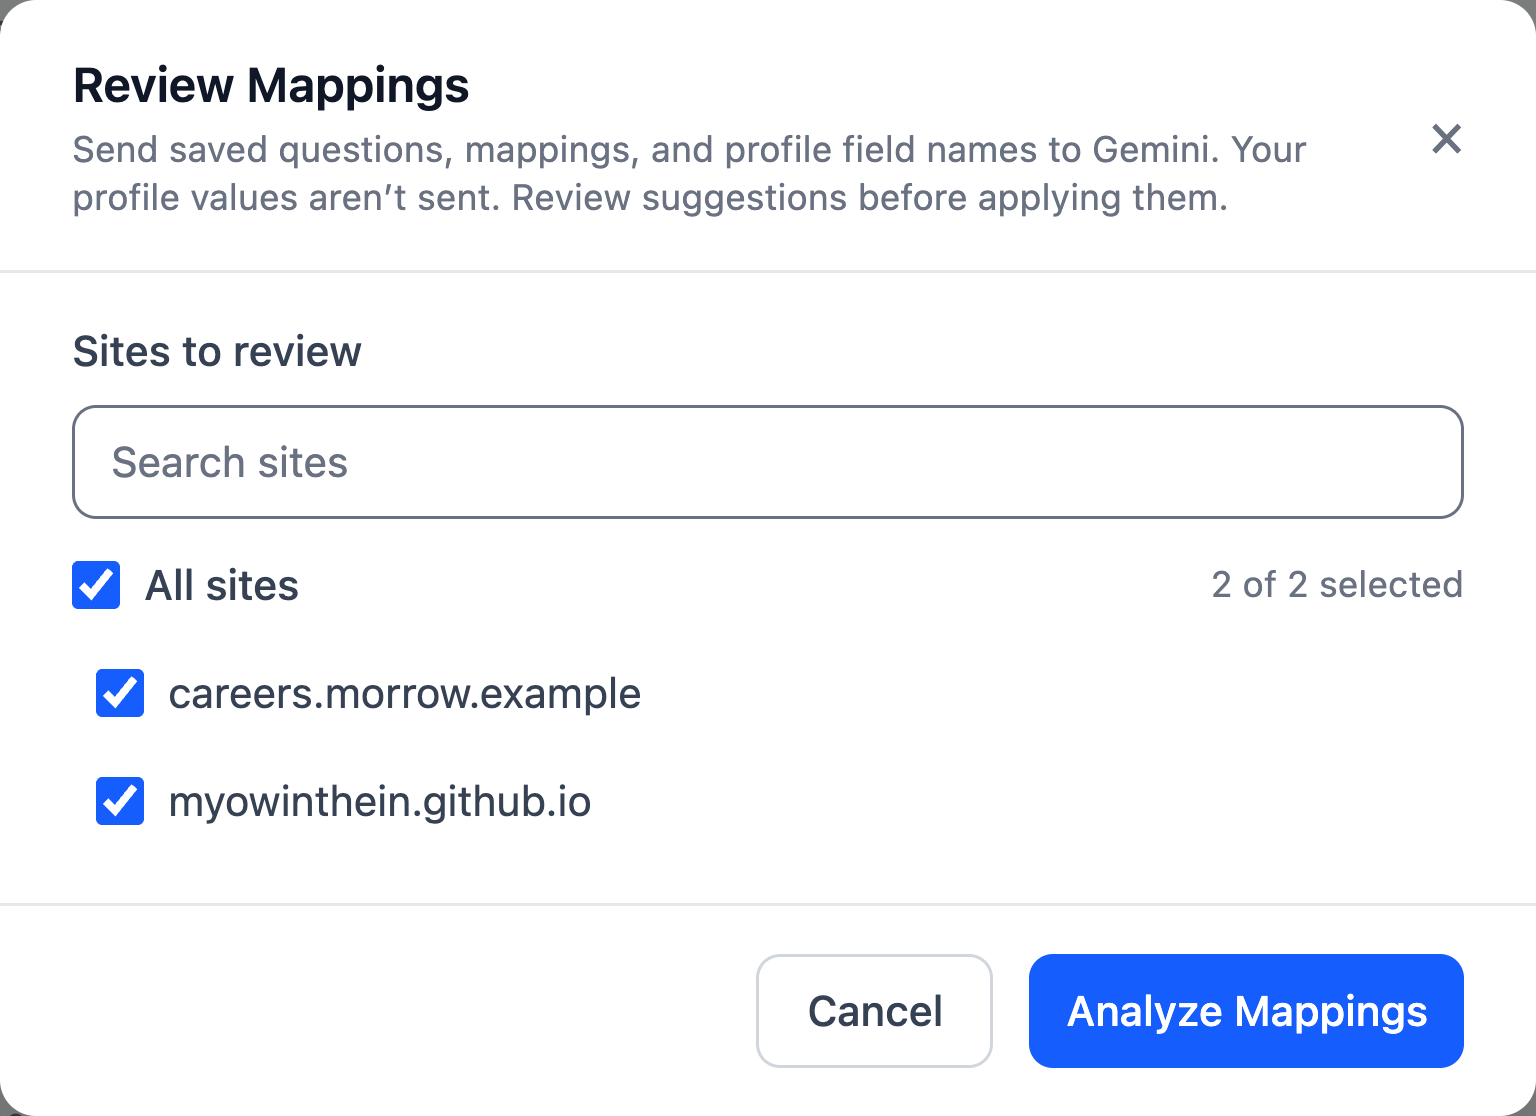 Review Mappings
Send saved questions, mappings, and profile field names to Gemini. Your
profile values aren’t sent. Review suggestions before applying them.
Sites to review
Search sites
All sites
2 of 2 selected
careers.morrow.example
myowinthein.github.io
Cancel
Analyze Mappings